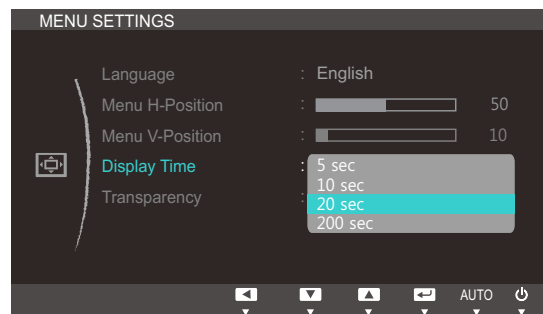 MENU SETTINGS
Language : English
Menu H-Position : 50
Menu V-Position : 10
Display Time : 5 sec
10 sec
Transparency : 20 sec
200 sec
AUTO